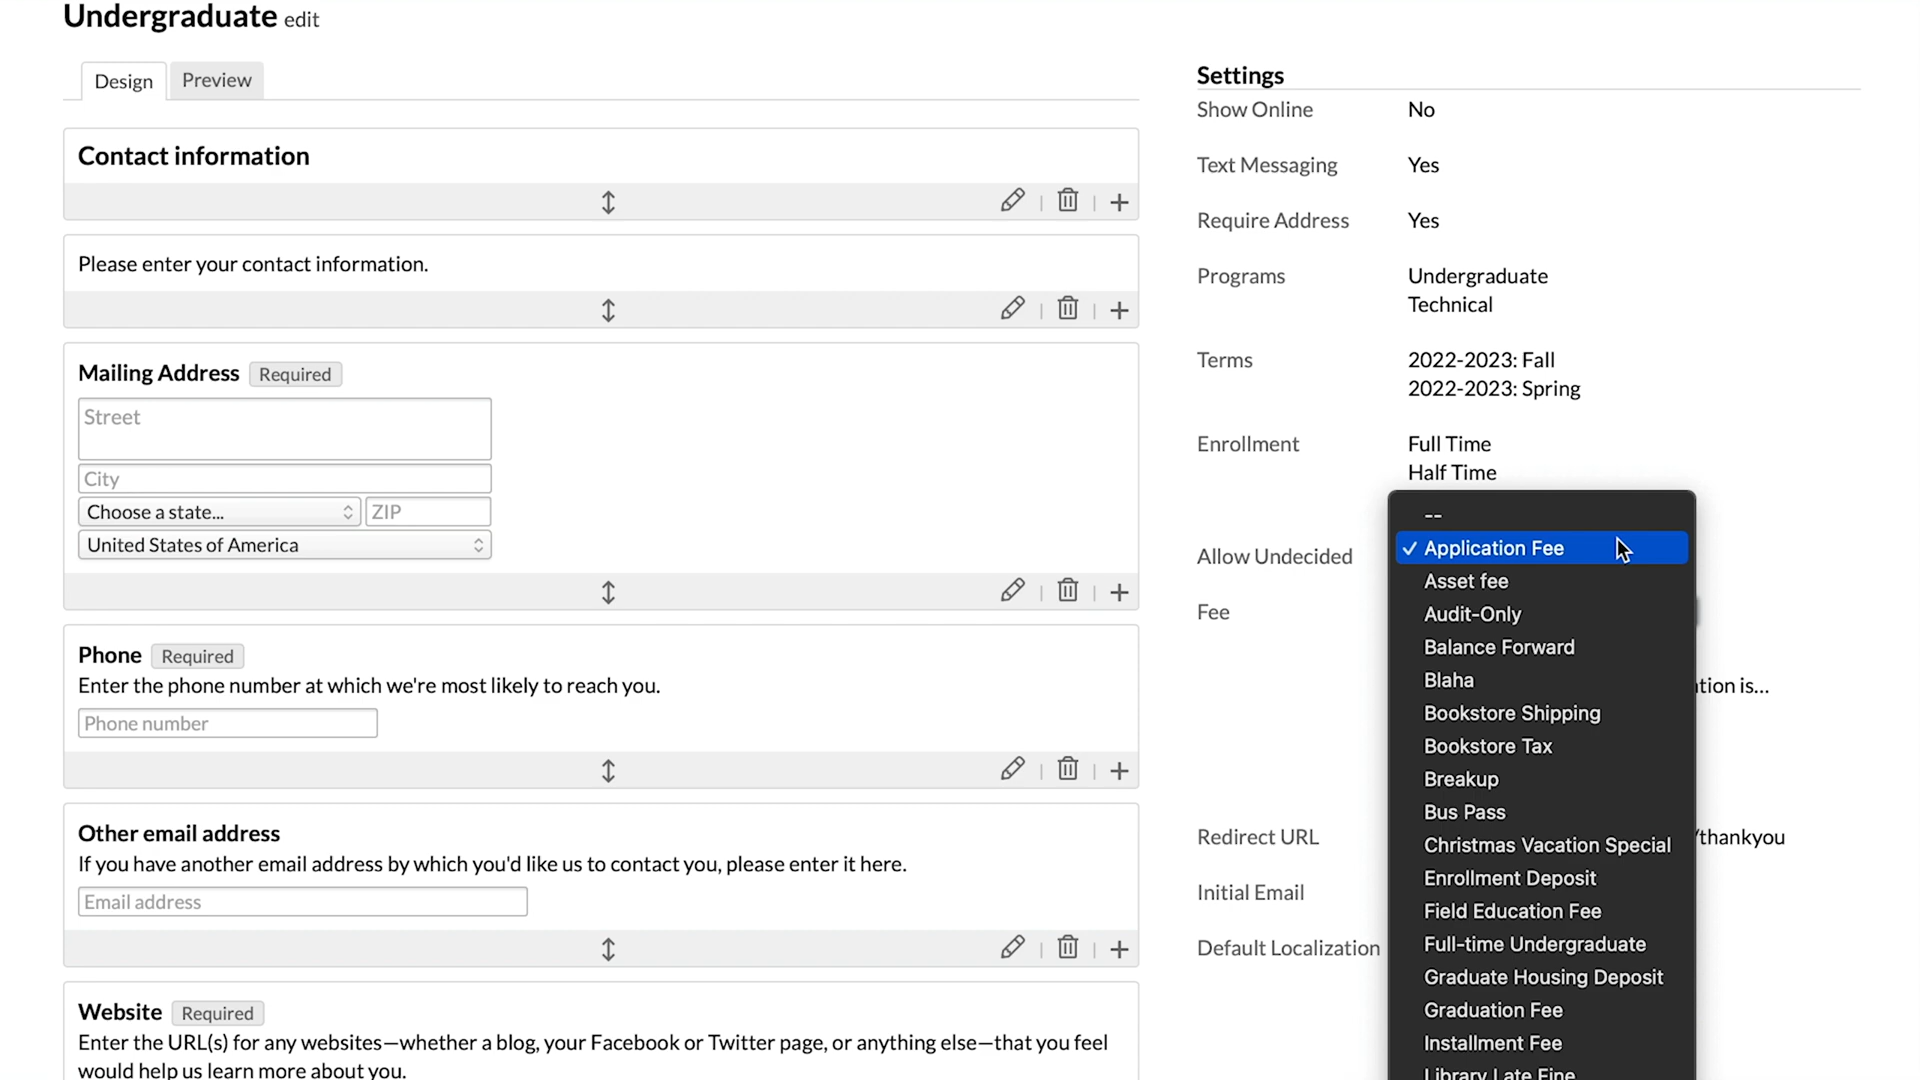 Undergraduate edit
Design
Preview
Contact information
Please enter your contact information.
Mailing Address Required
Street
City
Choose a state... ZIP
United States of America
Phone Required
Enter the phone number at which we're most likely to reach you.
Phone number
Other email address
If you have another email address by which you'd like us to contact you, please enter it here.
Email address
Website Required
Enter the URL(s) for any websites—whether a blog, your Facebook or Twitter page, or anything else—that you feel
would help us learn more about you.
Settings
Show Online No
Text Messaging Yes
Require Address Yes
Programs Undergraduate
Technical
Terms 2022-2023: Fall
2022-2023: Spring
Enrollment Full Time
Half Time
Allow Undecided
Fee
is...
Redirect URL /thankyou
Initial Email
Default Localization
--
✓ Application Fee
Asset fee
Audit-Only
Balance Forward
Blaha
Bookstore Shipping
Bookstore Tax
Breakup
Bus Pass
Christmas Vacation Special
Enrollment Deposit
Field Education Fee
Full-time Undergraduate
Graduate Housing Deposit
Graduation Fee
Installment Fee
Library Late Fine